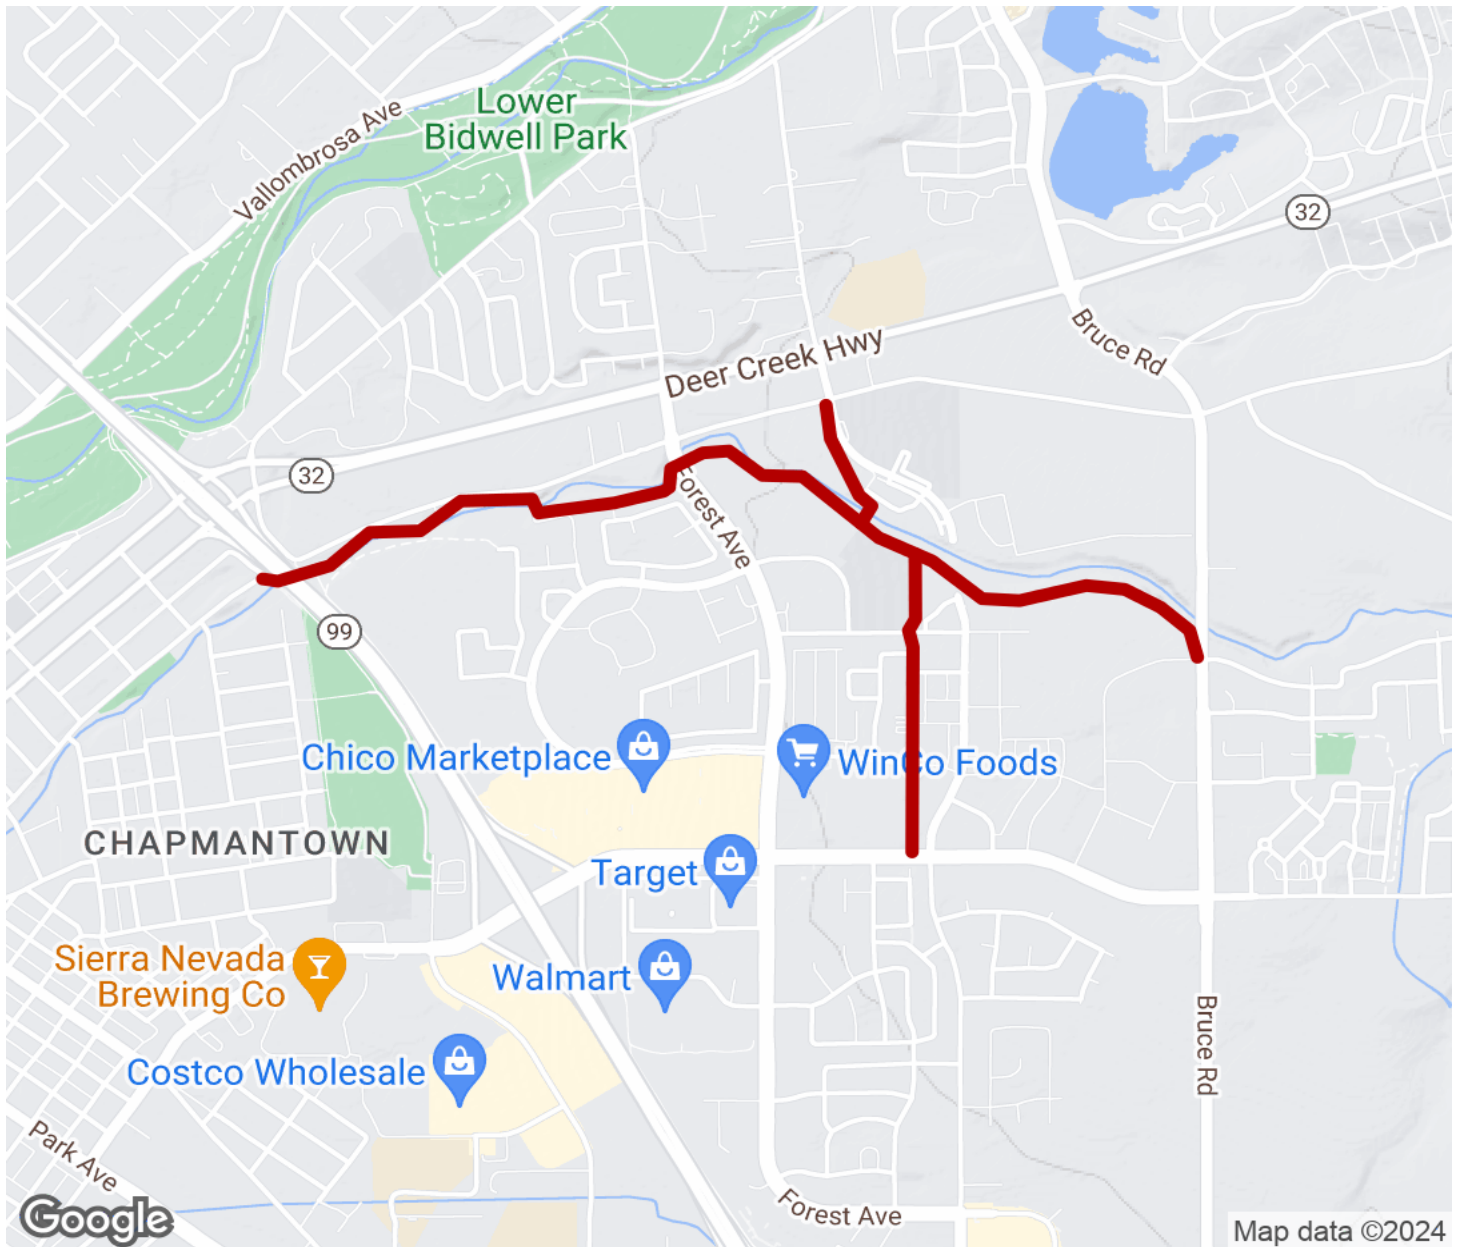 Lower
Bidwell Park
Vallombrosa Ave
32
Deer Creek Hwy
Bruce Rd
32
Forest Ave
99
Chico Marketplace
WinCo Foods
CHAPMANTOWN
Target
Sierra Nevada
Brewing Co
Walmart
Bruce Rd
Costco Wholesale
Park Ave
Forest Ave
Google
Map data ©2024